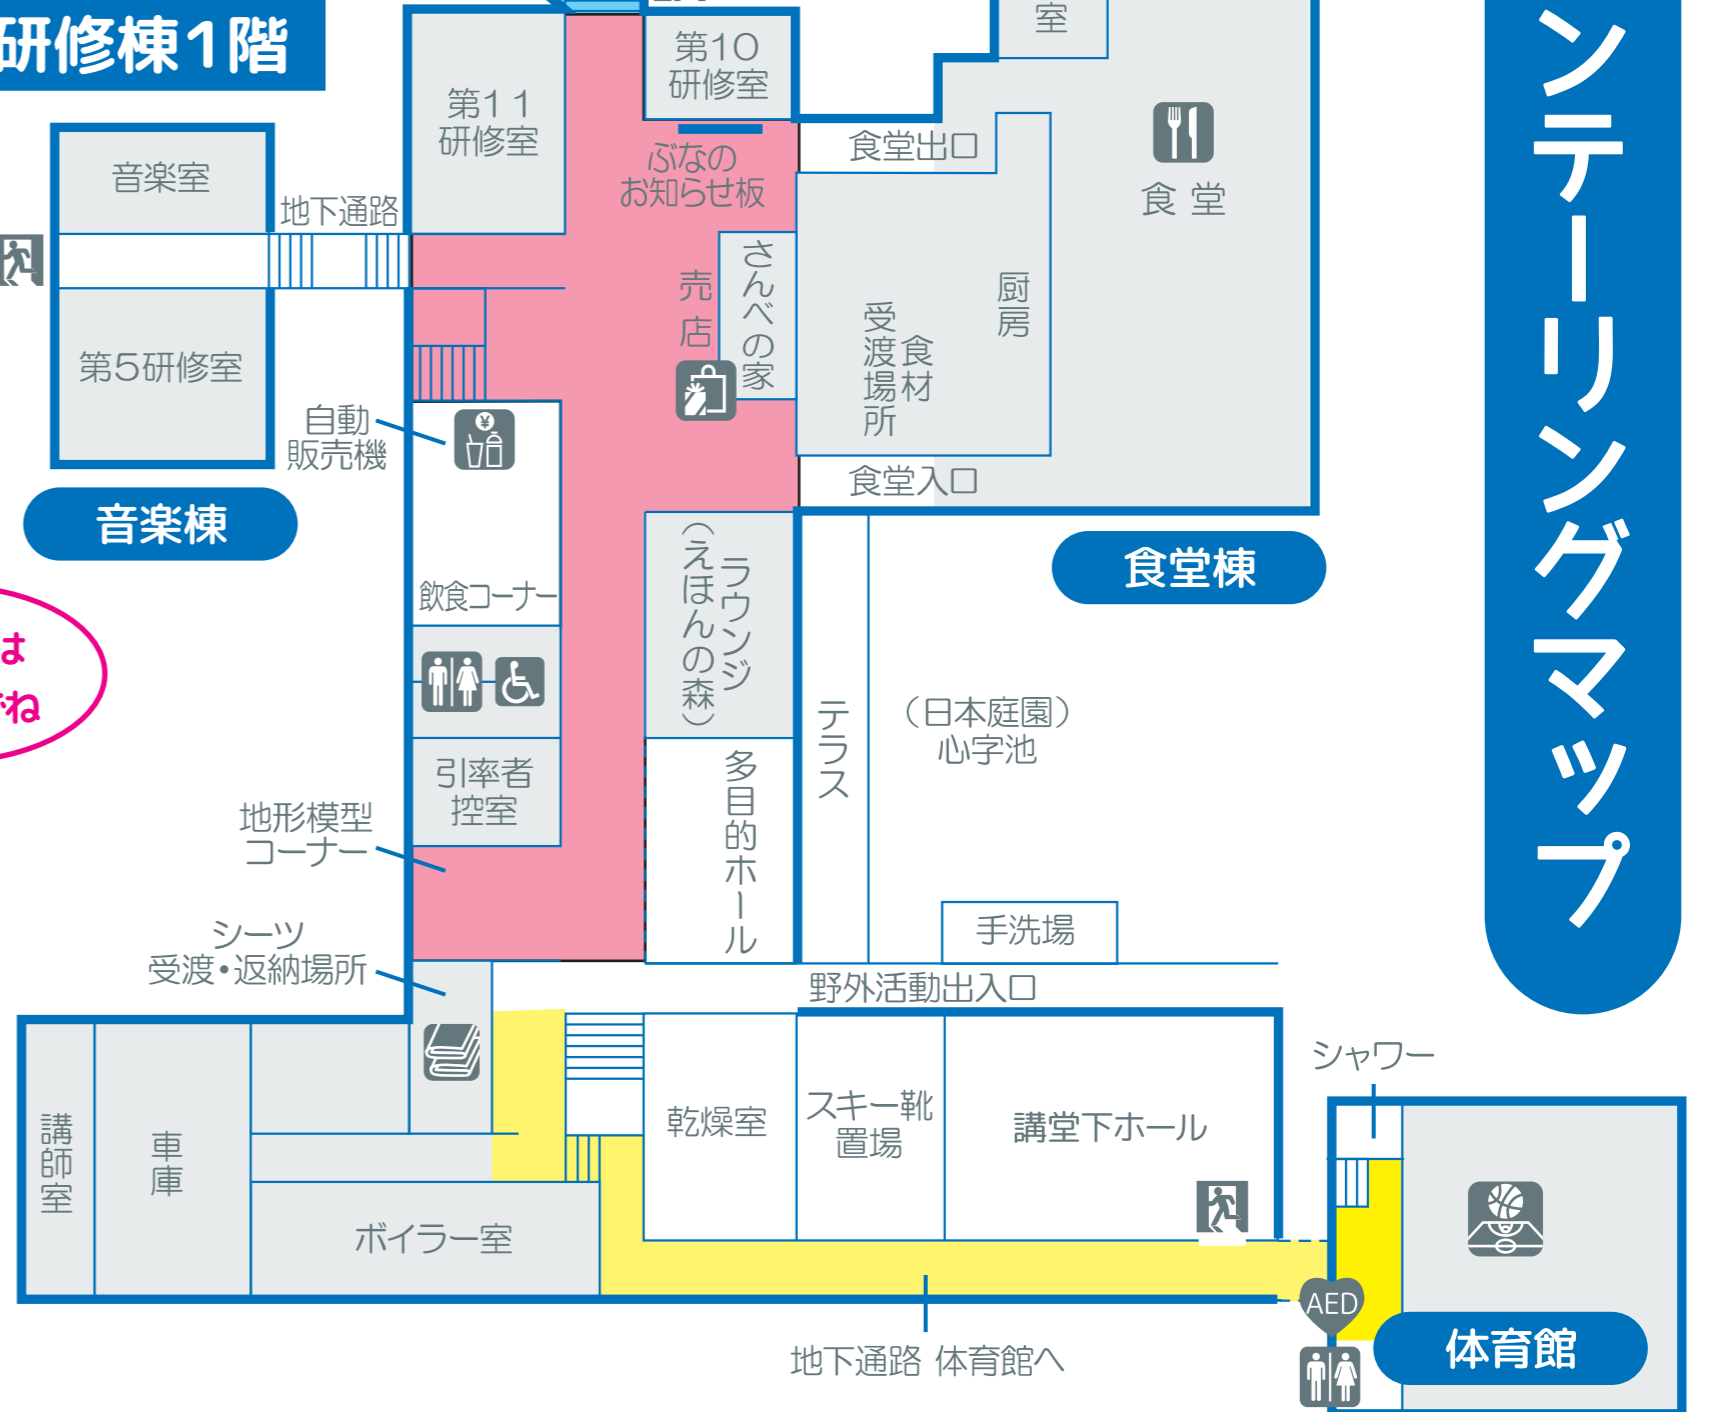 研修棟1階
第10
研修室
室
第11
研修室
音楽室
地下通路
ぶなの
お知らせ板
食堂出口
食堂
売店
さんべの家
厨房
食材
受渡場所
第5研修室
自動
販売機
食堂入口
音楽棟
飲食コーナー
ラウンジ
(えほんの森)
食堂棟
は
ね
多目的ホール
テラス
(日本庭園)
心字池
引率者
控室
地形模型
コーナー
シーツ
受渡・返納場所
手洗場
野外活動出入口
講師室
車庫
ボイラー室
乾燥室
スキー靴
置場
講堂下ホール
シャワー
AED
体育館
地下通路 体育館へ
ンテーリングマップ